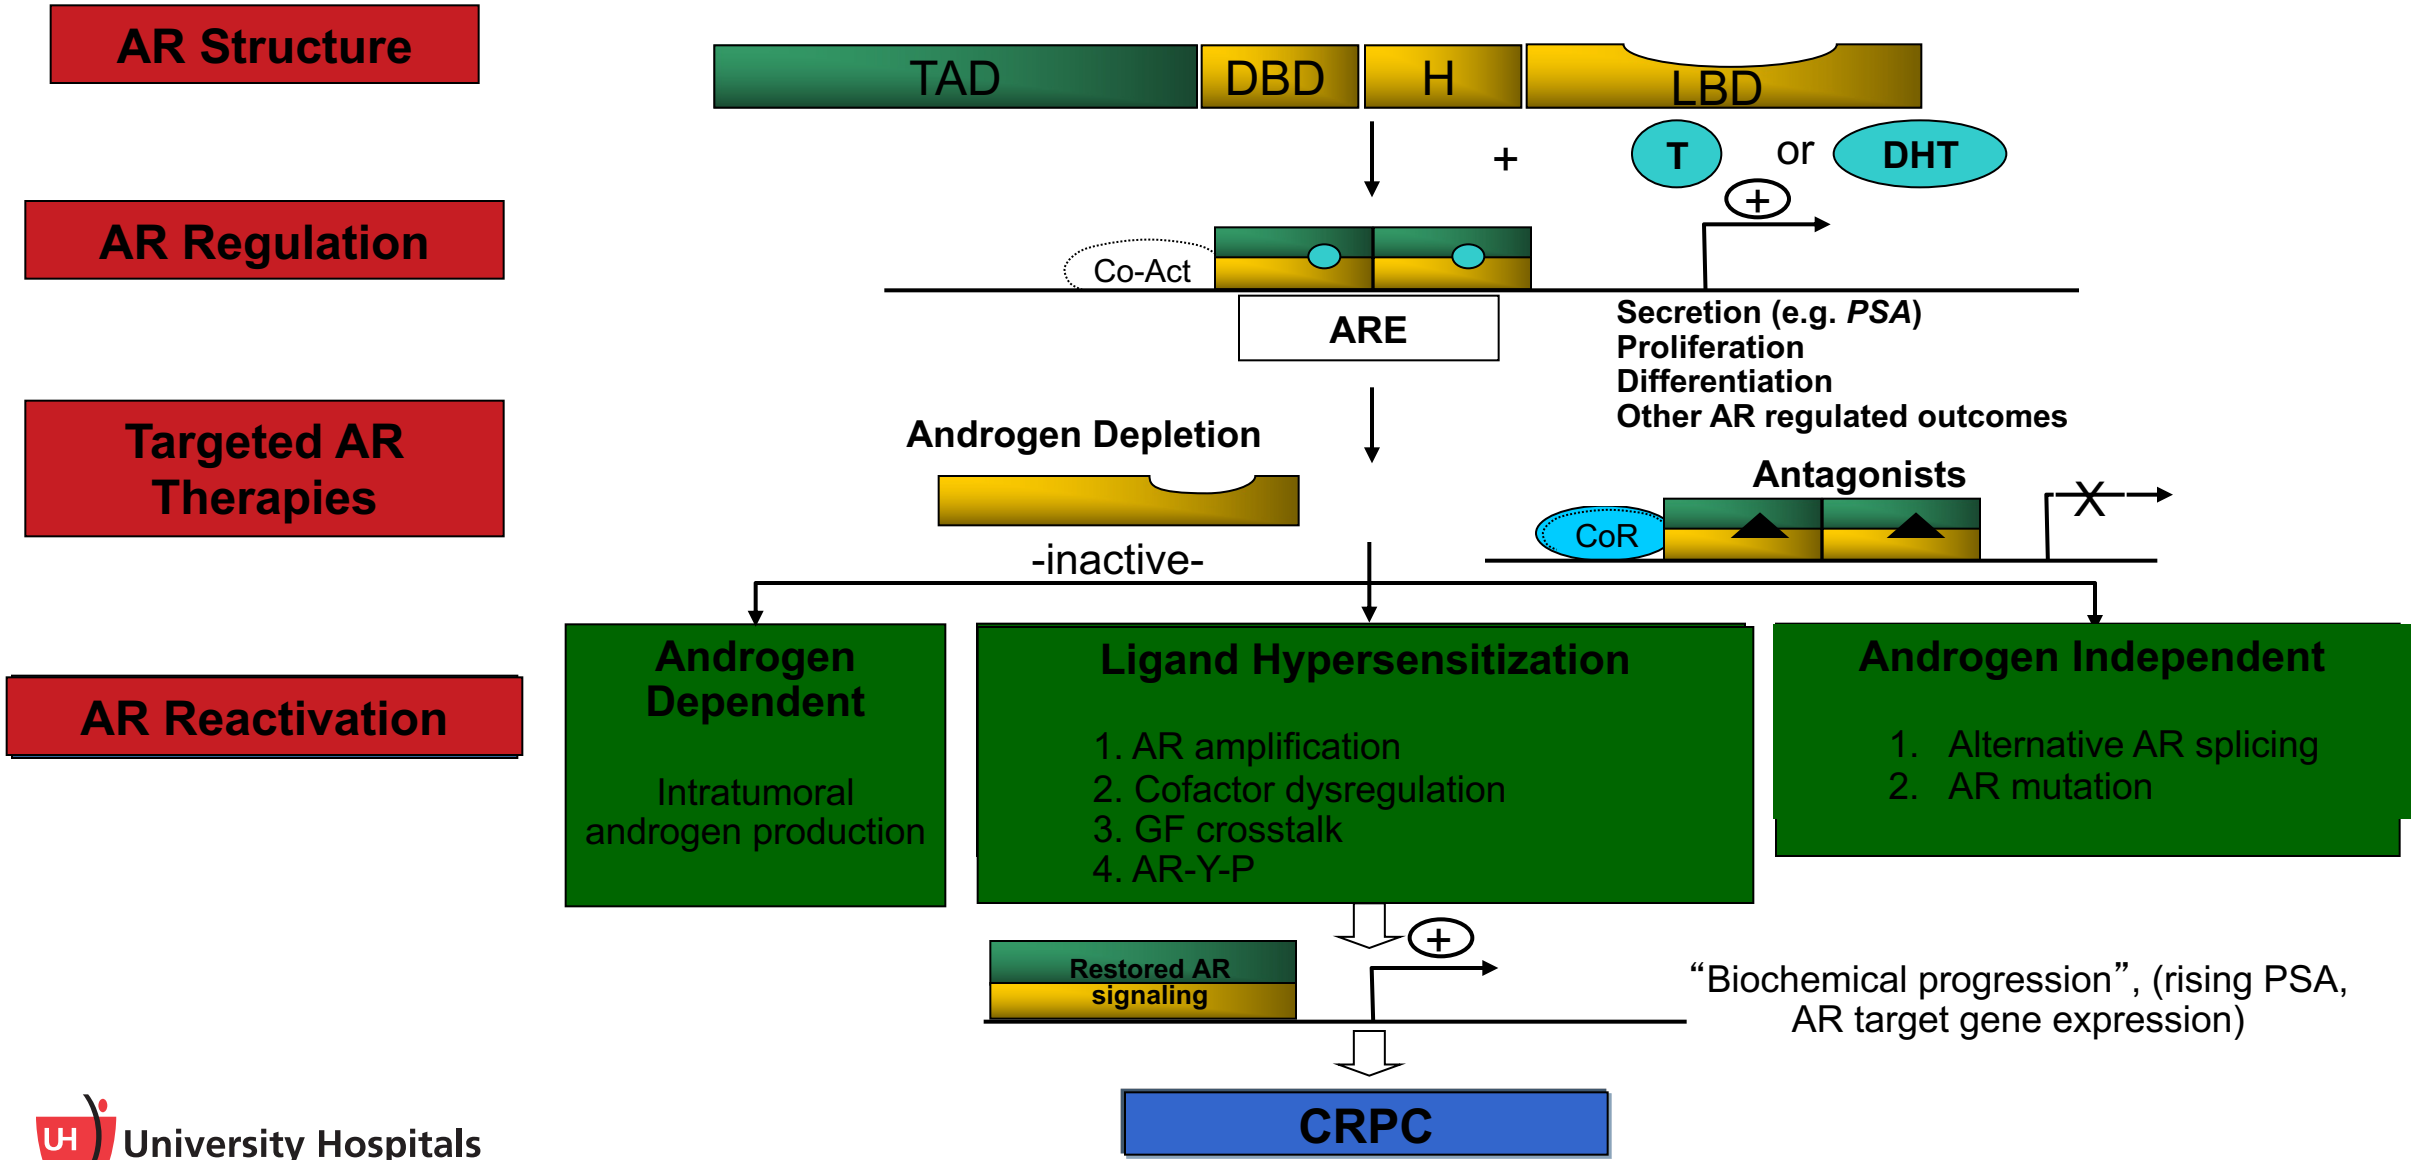 AR Structure
TAD
DBD
H
LBD
+
T
or
DHT
AR Regulation
+
Co-Act
ARE
Secretion (e.g. PSA)
Proliferation
Differentiation
Other AR regulated outcomes
Targeted AR
Therapies
Androgen Depletion
-inactive-
Antagonists
CoR
X
AR Reactivation
Androgen
Dependent
Intratumoral
androgen production
Ligand Hypersensitization
1. AR amplification
2. Cofactor dysregulation
3. GF crosstalk
4. AR-Y-P
Androgen Independent
1. Alternative AR splicing
2. AR mutation
+
Restored AR
signaling
“Biochemical progression”, (rising PSA,
AR target gene expression)
CRPC
UH
University Hospitals